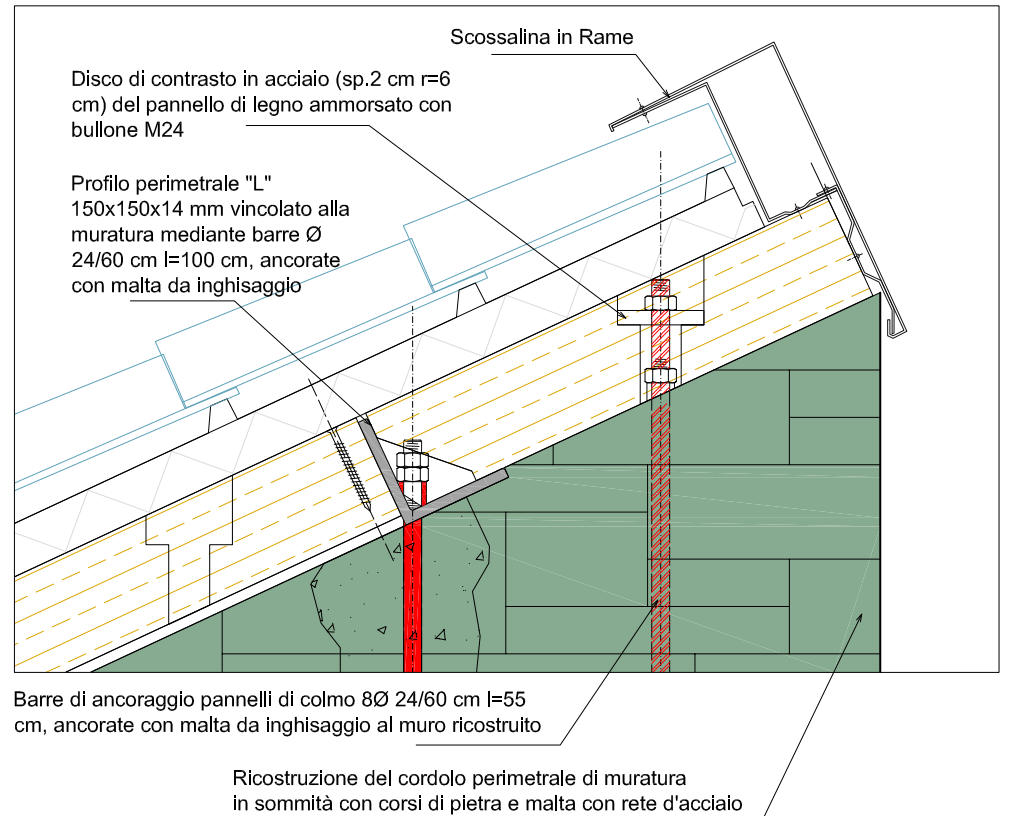 Scossalina in Rame
Disco di contrasto in acciaio (sp.2 cm r=6
cm) del pannello di legno ammorsato con
bullone M24
Profilo perimetrale "L"
150x150x14 mm vincolato alla
muratura mediante barre Ø
24/60 cm l=100 cm, ancorate
con malta da inghisaggio
Barre di ancoraggio pannelli di colmo 8Ø 24/60 cm l=55
cm, ancorate con malta da inghisaggio al muro ricostruito
Ricostruzione del cordolo perimetrale di muratura
in sommità con corsi di pietra e malta con rete d'acciaio